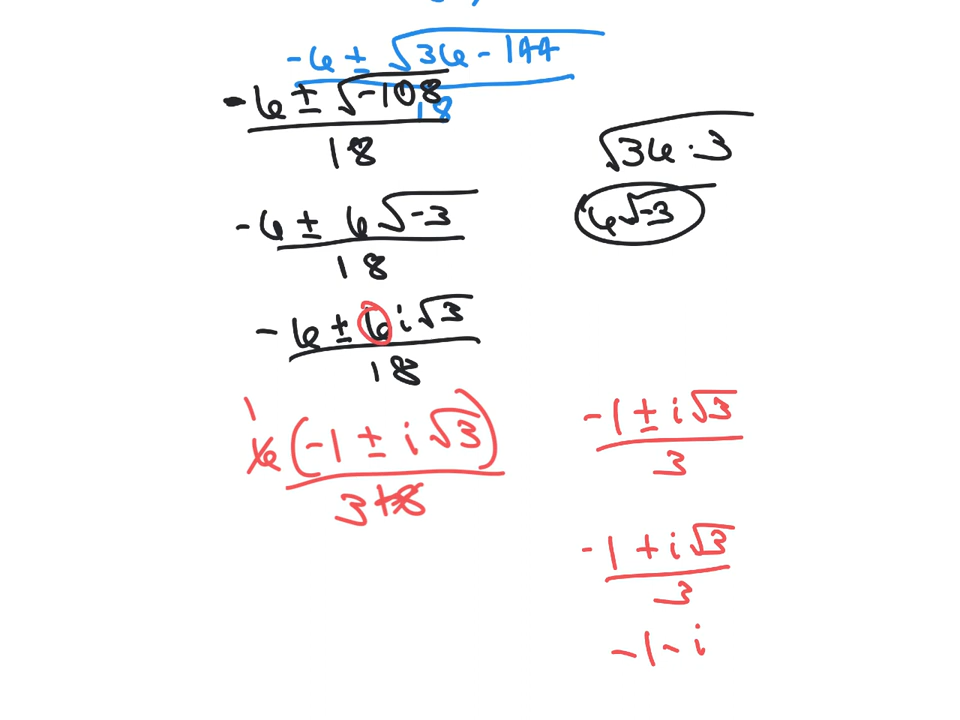 -6 ± √36 - 144
18
-6 ± √-108
18
√36 · 3
6√-3
-6 ± 6√-3
18
-6 ± 6i√3
18
1
6(-1 ± i√3)
3 18
-1 ± i√3
3
-1 + i√3
3
-1 - i